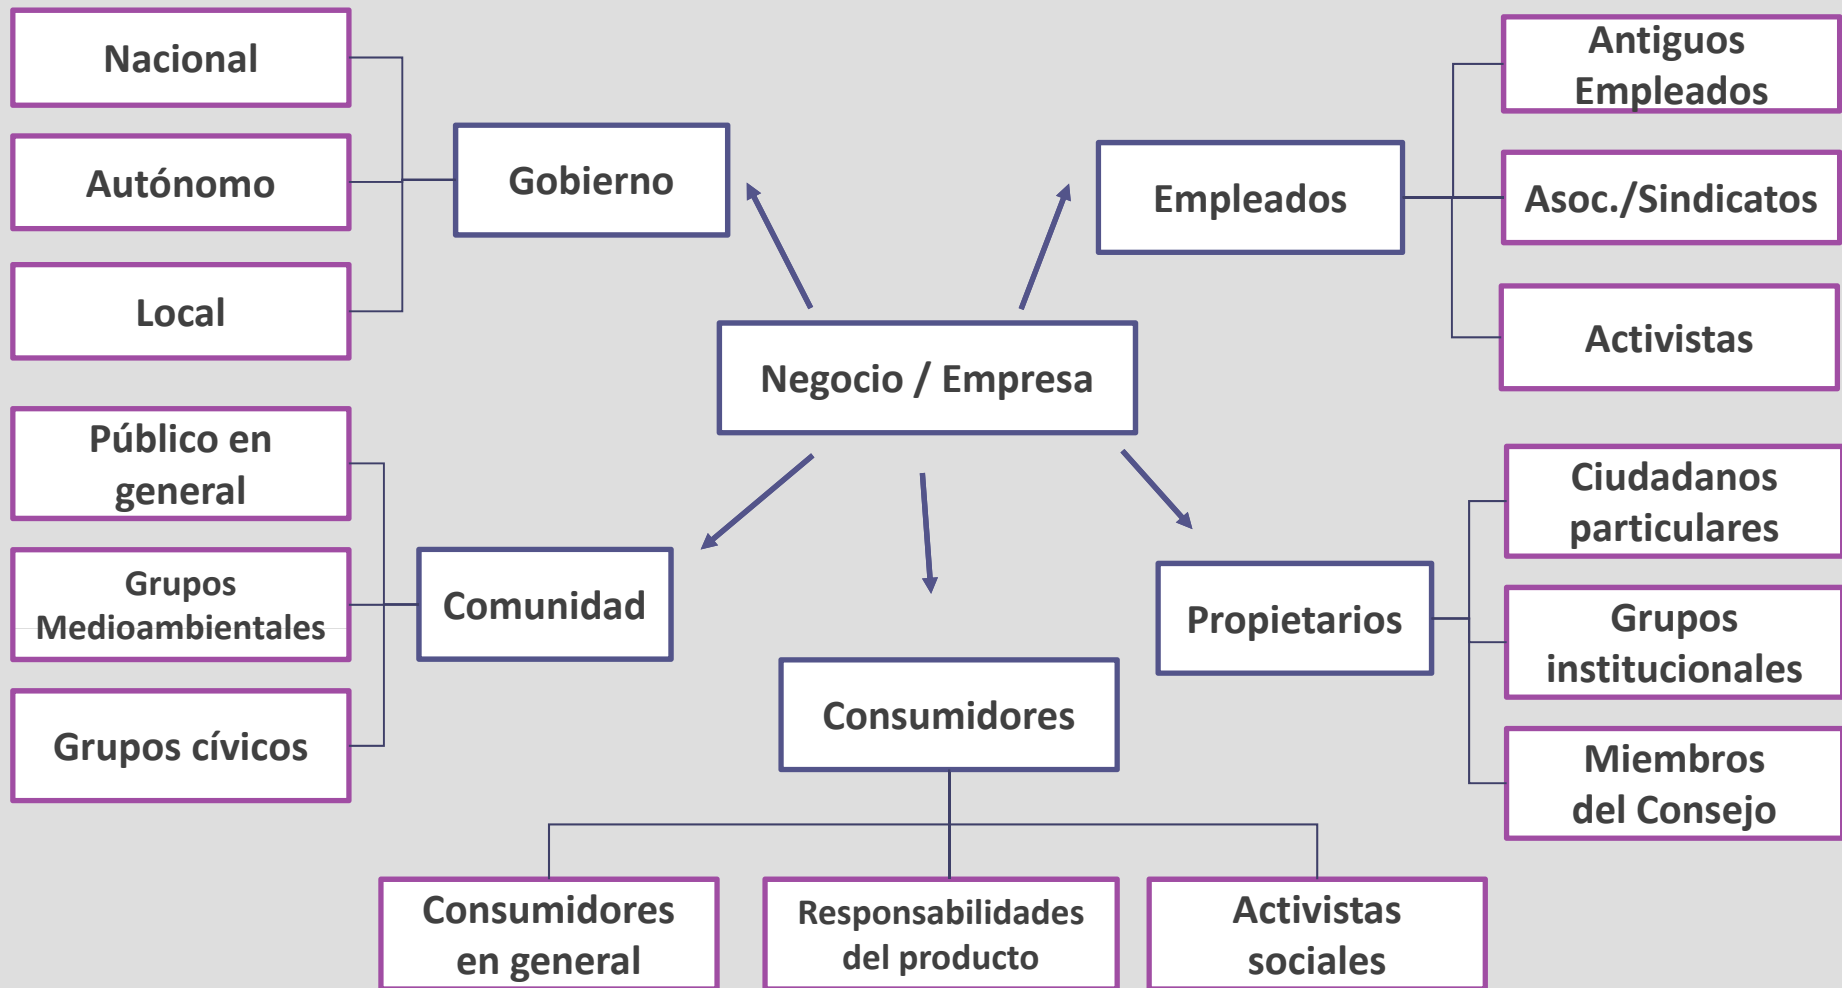 Nacional
Autónomo
Local
Gobierno
Antiguos
Empleados
Asoc./Sindicatos
Activistas
Empleados
Negocio / Empresa
Público en
general
Grupos
Medioambientales
Grupos cívicos
Comunidad
Ciudadanos
particulares
Grupos
institucionales
Miembros
del Consejo
Propietarios
Consumidores
Consumidores
en general
Responsabilidades
del producto
Activistas
sociales